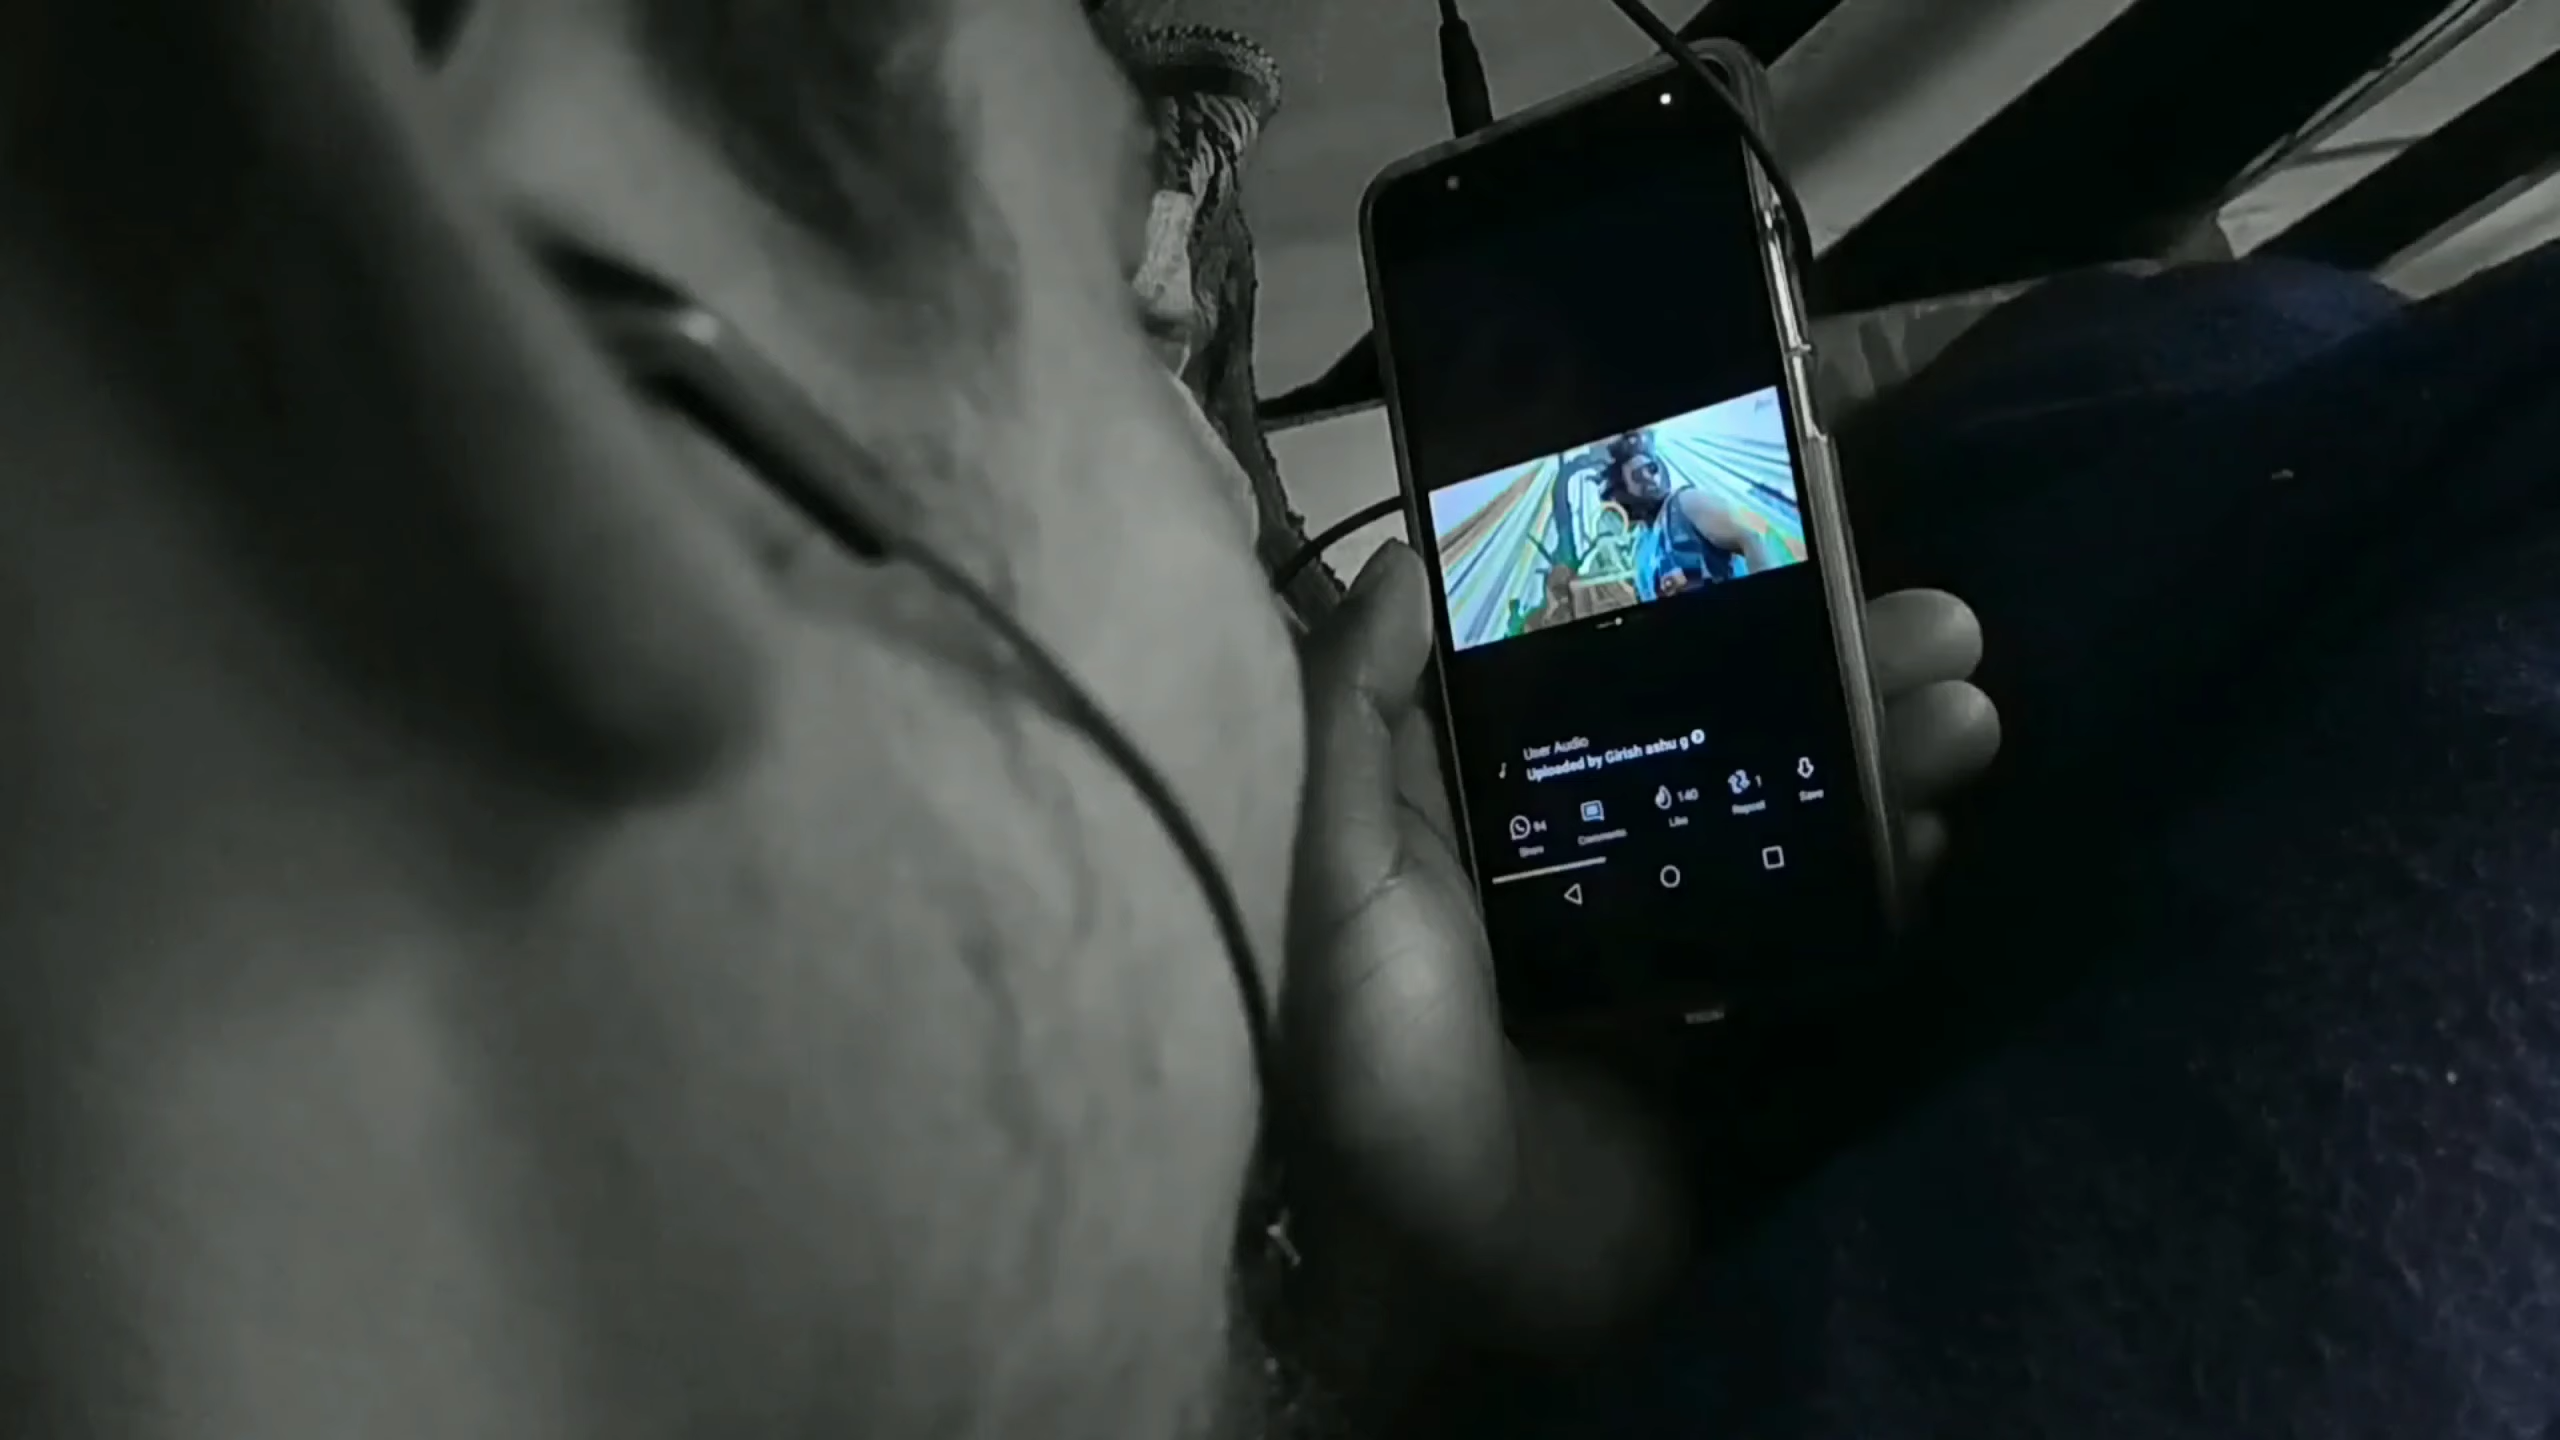 User Audio
Uploaded by Girish ashu g
94
140
1
Share
Comments
Like
Repost
Save